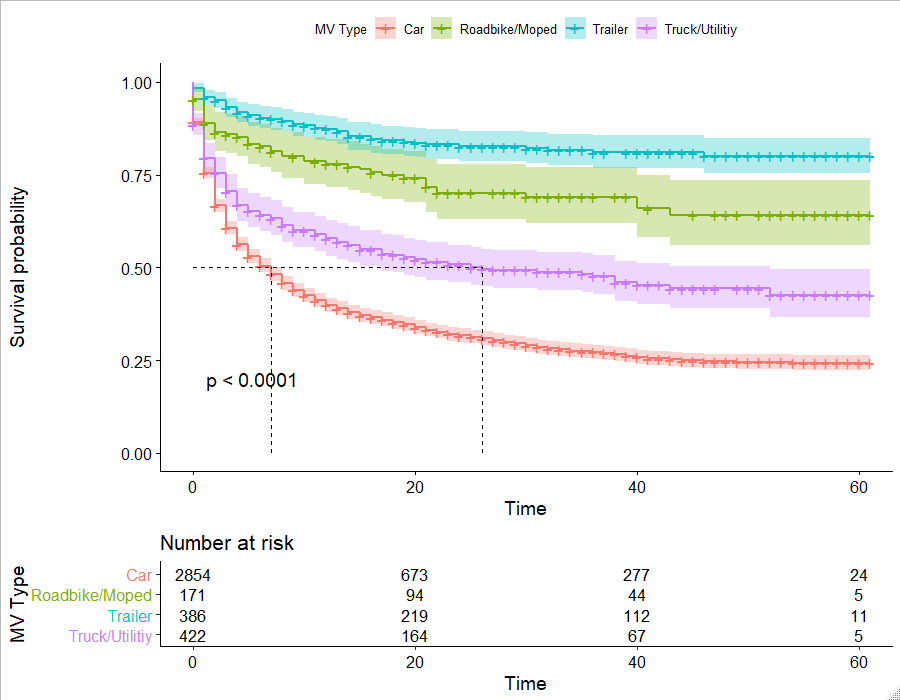 MV Type Car Roadbike/Moped Trailer Truck/Utilitiy
Survival probability
1.00
0.75
0.50
0.25
0.00
p < 0.0001
0 20 40 60
Time
Number at risk
MV Type
Car 2854 673 277 24
Roadbike/Moped 171 94 44 5
Trailer 386 219 112 11
Truck/Utilitiy 422 164 67 5
0 20 40 60
Time